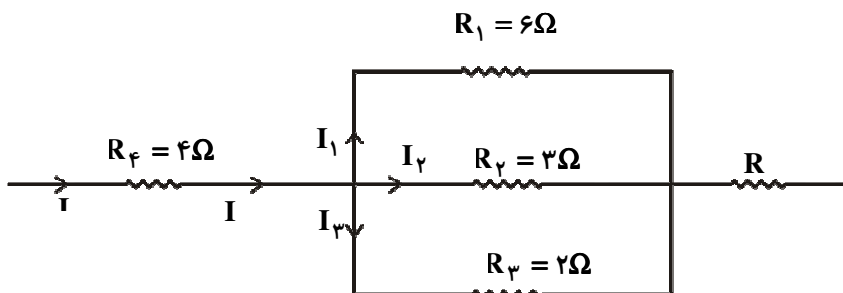 R۱ = ۶Ω
R۴ = ۴Ω
I۱
I۲
R۲ = ۳Ω
R
I
I
I۳
R۳ = ۲Ω